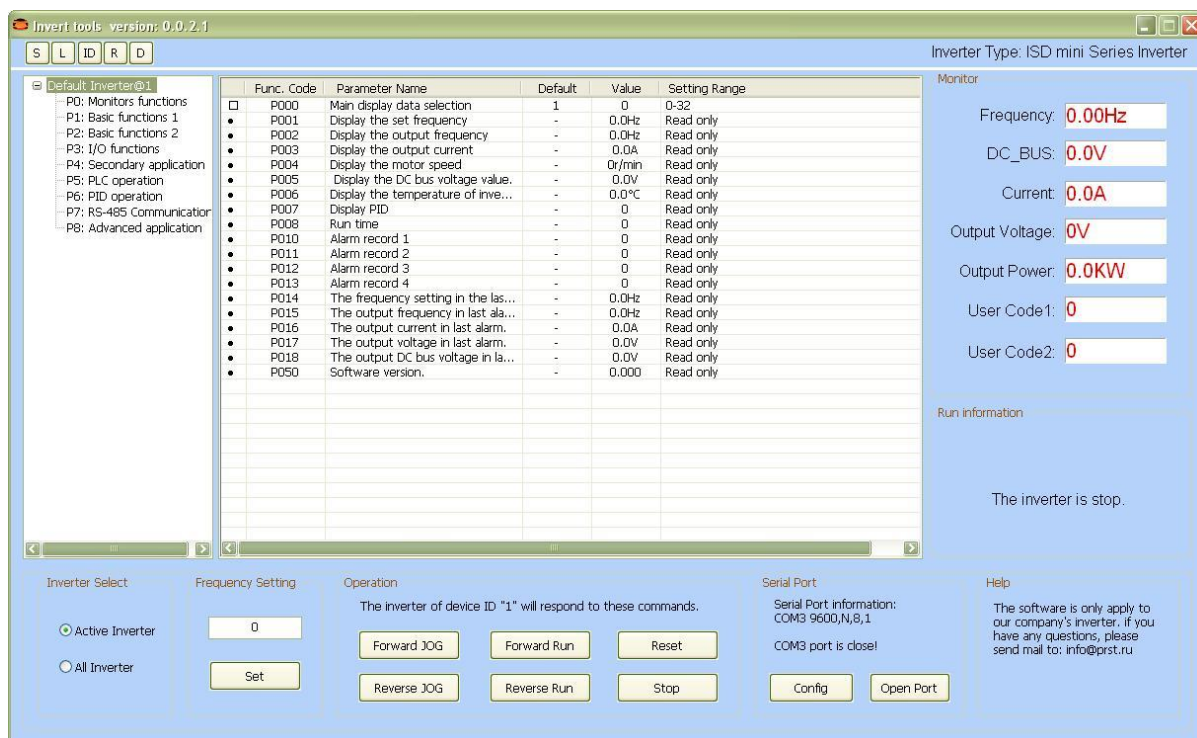 Invert tools version: 0.0.2.1
S L ID R D
Inverter Type: ISD mini Series Inverter
Default Inverter@1
P0: Monitors functions
P1: Basic functions 1
P2: Basic functions 2
P3: I/O functions
P4: Secondary application
P5: PLC operation
P6: PID operation
P7: RS-485 Communication
P8: Advanced application
Func. Code Parameter Name Default Value Setting Range
P000 Main display data selection 1 0 0-32
P001 Display the set frequency - 0.0Hz Read only
P002 Display the output frequency - 0.0Hz Read only
P003 Display the output current - 0.0A Read only
P004 Display the motor speed - 0r/min Read only
P005 Display the DC bus voltage value. - 0.0V Read only
P006 Display the temperature of inve... - 0.0°C Read only
P007 Display PID - 0 Read only
P008 Run time - 0 Read only
P010 Alarm record 1 - 0 Read only
P011 Alarm record 2 - 0 Read only
P012 Alarm record 3 - 0 Read only
P013 Alarm record 4 - 0 Read only
P014 The frequency setting in the las... - 0.0Hz Read only
P015 The output frequency in last ala... - 0.0Hz Read only
P016 The output current in last alarm. - 0.0A Read only
P017 The output voltage in last alarm. - 0.0V Read only
P018 The output DC bus voltage in la... - 0.0V Read only
P050 Software version. - 0.000 Read only
Monitor
Frequency: 0.00Hz
DC_BUS: 0.0V
Current: 0.0A
Output Voltage: 0V
Output Power: 0.0KW
User Code1: 0
User Code2: 0
Run information
The inverter is stop.
Inverter Select
Active Inverter
All Inverter
Frequency Setting
0
Set
Operation
The inverter of device ID "1" will respond to these commands.
Forward JOG Forward Run Reset
Reverse JOG Reverse Run Stop
Serial Port
Serial Port information:
COM3 9600,N,8,1
COM3 port is close!
Config Open Port
Help
The software is only apply to
our company's inverter. if you
have any questions, please
send mail to: info@prst.ru